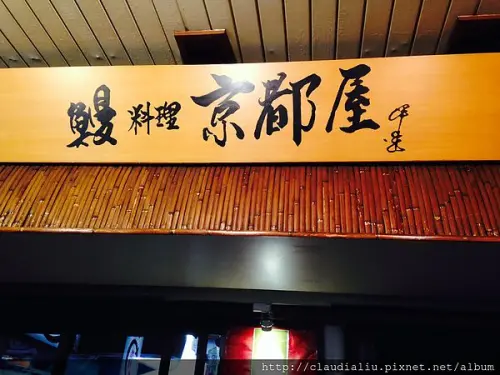 鰻料理 京都屋
http://claudialiu.pixnet.net/album